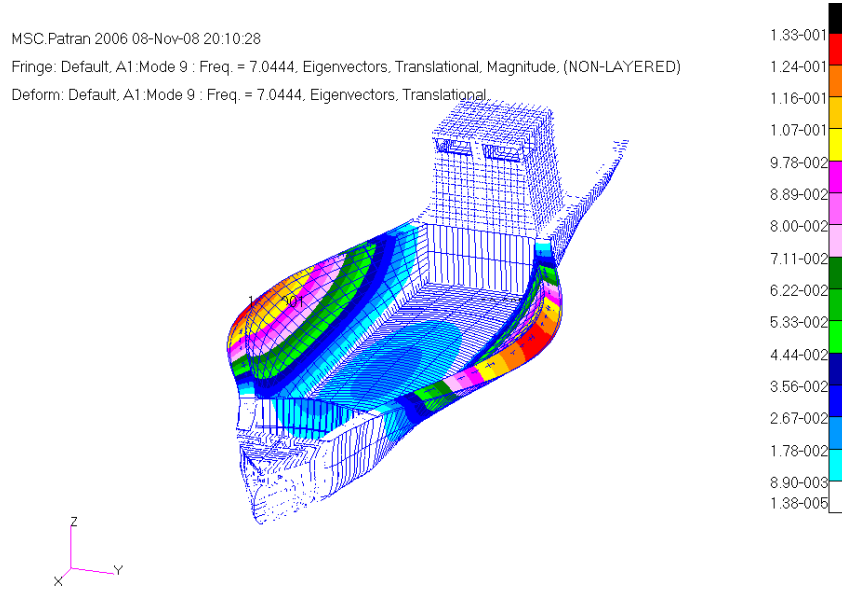 MSC.Patran 2006 08-Nov-08 20:10:28
Fringe: Default, A1:Mode 9 : Freq. = 7.0444, Eigenvectors, Translational, Magnitude, (NON-LAYERED)
Deform: Default, A1:Mode 9 : Freq. = 7.0444, Eigenvectors, Translational,
1.33-001
1.24-001
1.16-001
1.07-001
9.78-002
8.89-002
8.00-002
7.11-002
6.22-002
5.33-002
4.44-002
3.56-002
2.67-002
1.78-002
8.90-003
1.38-005
Z
Y
X